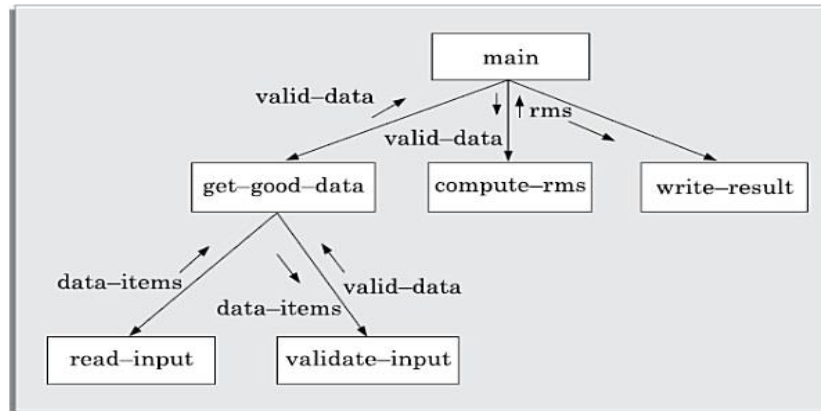 main
valid–data
rms
valid–data
get–good–data
compute–rms
write–result
data–items
valid–data
data–items
read–input
validate–input